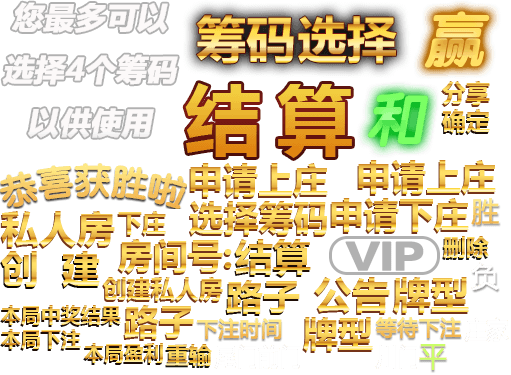 您最多可以
选择4个筹码
以供使用
筹码选择
赢
结算
和
分享
确定
恭喜获胜啦
申请上庄
申请上庄
私人房
下庄
选择筹码
申请下庄
胜
创建
房间号:
结算
VIP
删除
负
创建私人房
路子
公告
牌型
本局中奖结果
本局下注
路子
下注时间
牌型
等待下注
本局盈利
重输
平